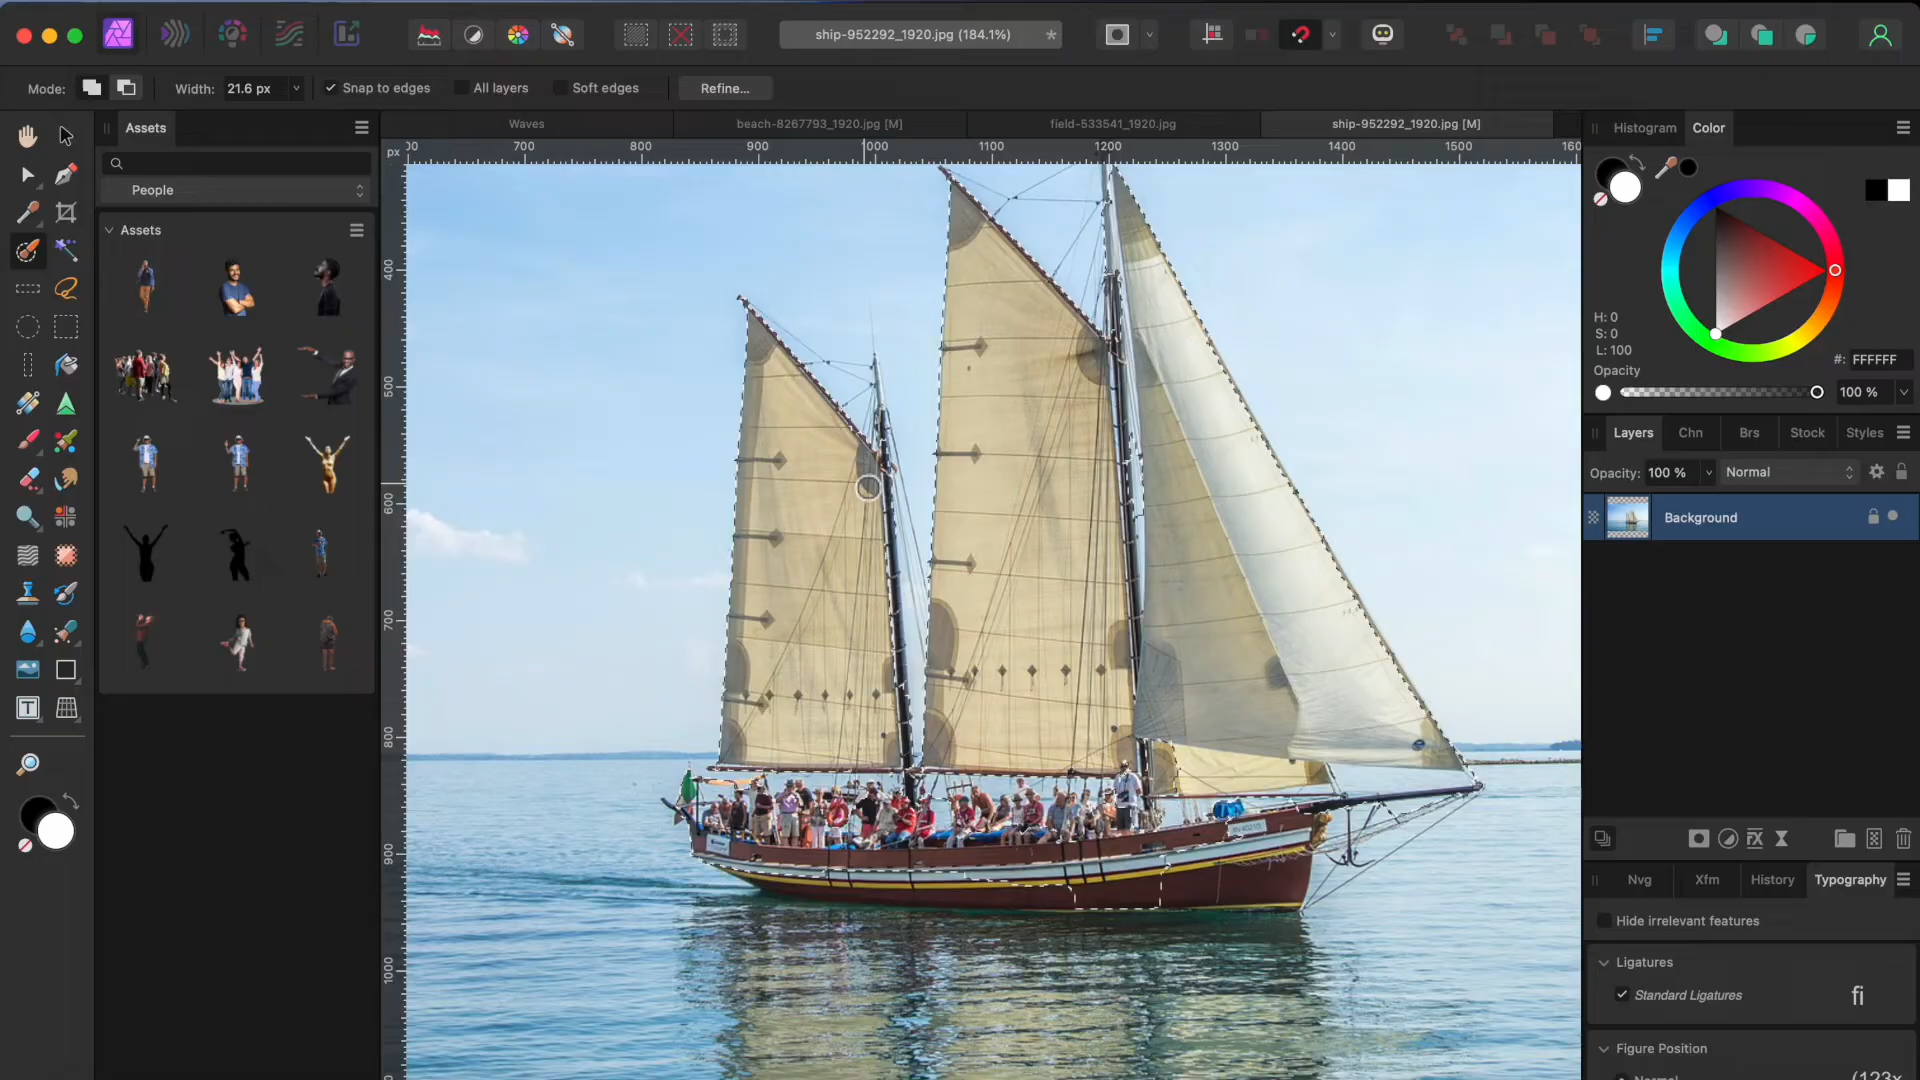 ship-952292_1920.jpg (184.1%)
*
Mode:
Width: 21.6 px
Snap to edges
All layers
Soft edges
Refine...
Assets
People
Assets
Waves
beach-8267793_1920.jpg [M]
field-533541_1920.jpg
ship-952292_1920.jpg [M]
px
700 800 900 1000 1100 1200 1300 1400 1500
400
500
600
700
800
900
1000
Histogram
Color
H: 0
S: 0
L: 100
#: FFFFFF
Opacity
100 %
Layers
Chn
Brs
Stock
Styles
Opacity: 100 %
Normal
Background
Nvg
Xfm
History
Typography
Hide irrelevant features
Ligatures
Standard Ligatures
fi
Figure Position
Normal